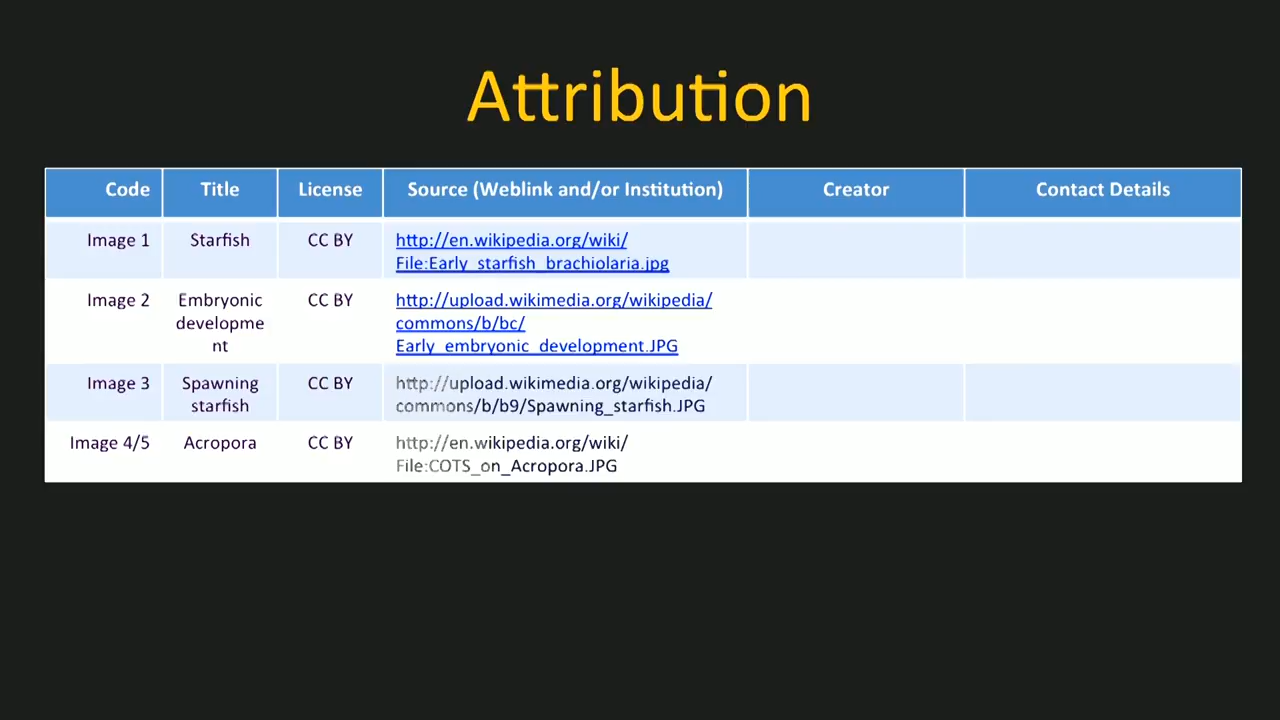 Attribution
Code Title License Source (Weblink and/or Institution) Creator Contact Details
Image 1 Starfish CC BY http://en.wikipedia.org/wiki/
File:Early_starfish_brachiolaria.jpg
Image 2 Embryonic CC BY http://upload.wikimedia.org/wikipedia/
developme commons/b/bc/
nt Early_embryonic_development.JPG
Image 3 Spawning CC BY http://upload.wikimedia.org/wikipedia/
starfish commons/b/b9/Spawning_starfish.JPG
Image 4/5 Acropora CC BY http://en.wikipedia.org/wiki/
File:COTS_on_Acropora.JPG